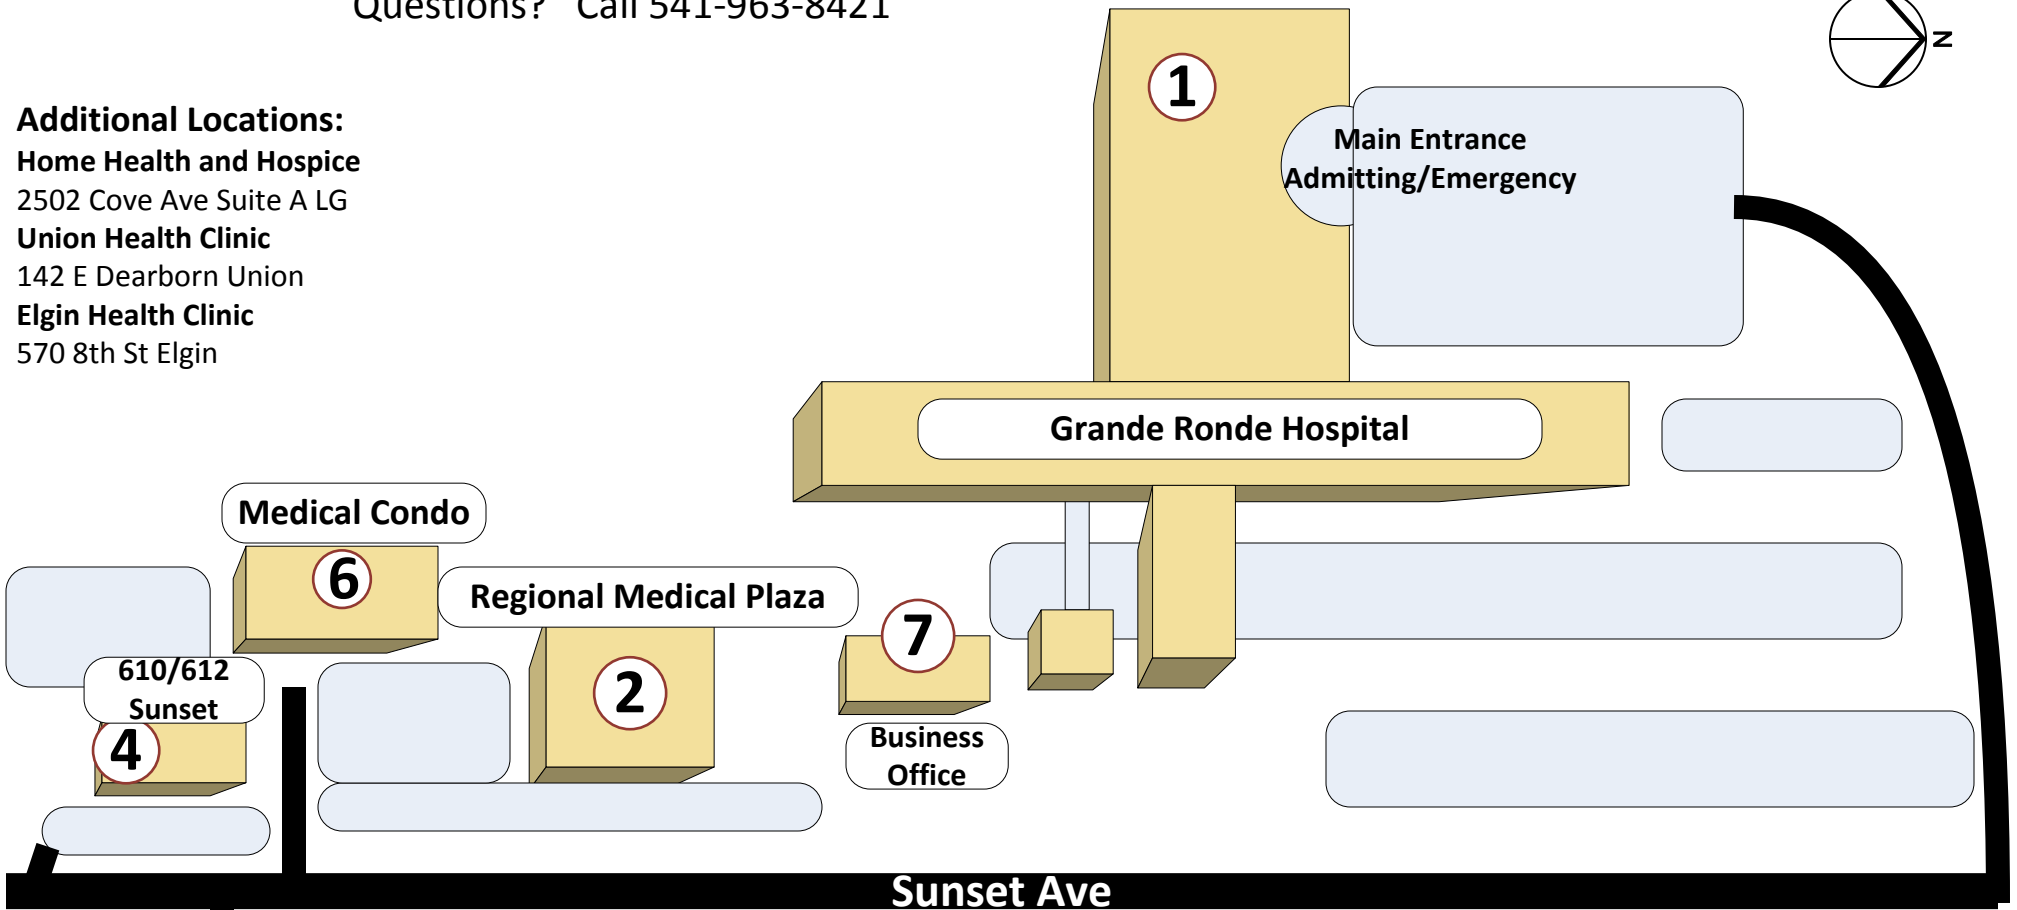 Questions? Call 541-963-8421
N
1
Main Entrance
Admitting/Emergency
Additional Locations:
Home Health and Hospice
2502 Cove Ave Suite A LG
Union Health Clinic
142 E Dearborn Union
Elgin Health Clinic
570 8th St Elgin
Grande Ronde Hospital
Medical Condo
6
Regional Medical Plaza
7
2
610/612
Sunset
4
Business
Office
Sunset Ave